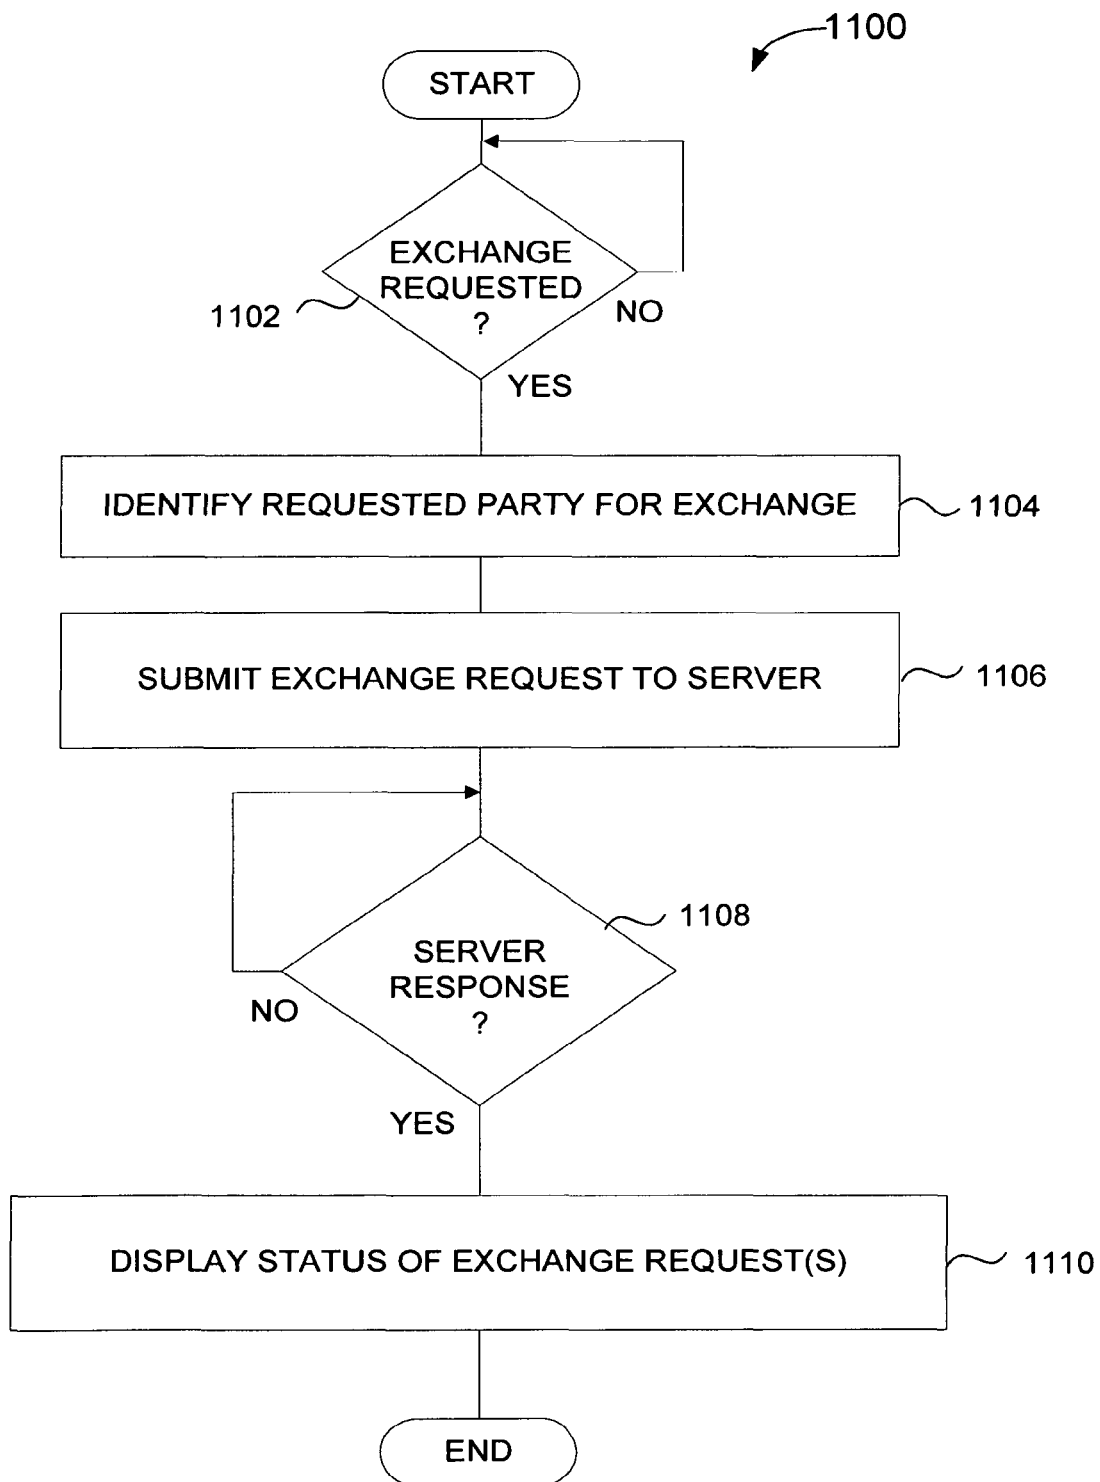 1100
START
EXCHANGE
REQUESTED
?
1102
NO
YES
IDENTIFY REQUESTED PARTY FOR EXCHANGE
1104
SUBMIT EXCHANGE REQUEST TO SERVER
1106
1108
SERVER
RESPONSE
?
NO
YES
DISPLAY STATUS OF EXCHANGE REQUEST(S)
1110
END